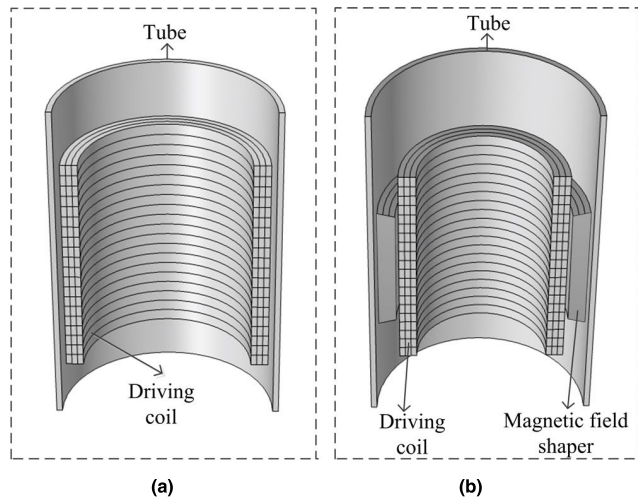 Tube
Driving
coil
(a)
Tube
Driving
coil
Magnetic field
shaper
(b)